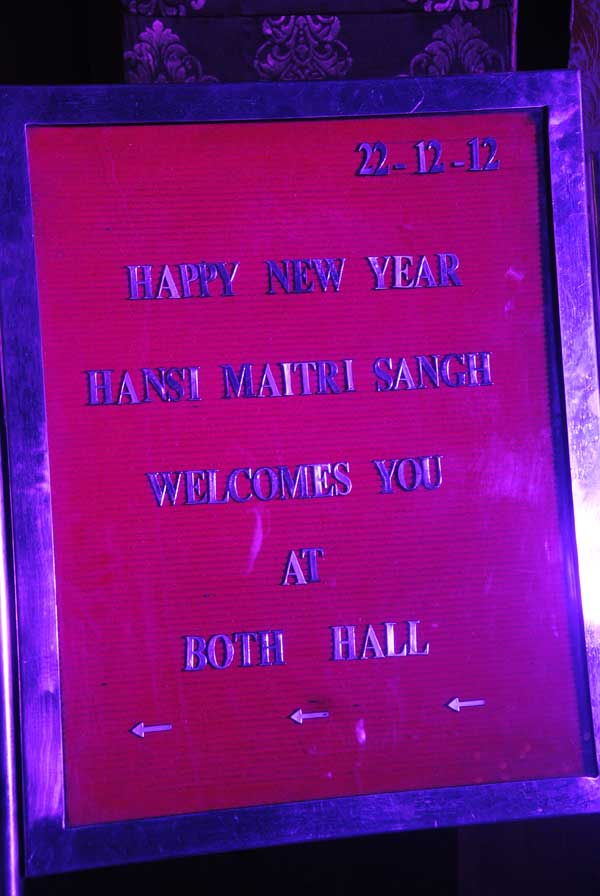 22-12-12
HAPPY NEW YEAR
HANSI MAITRI SANGH
WELCOMES YOU
AT
BOTH HALL